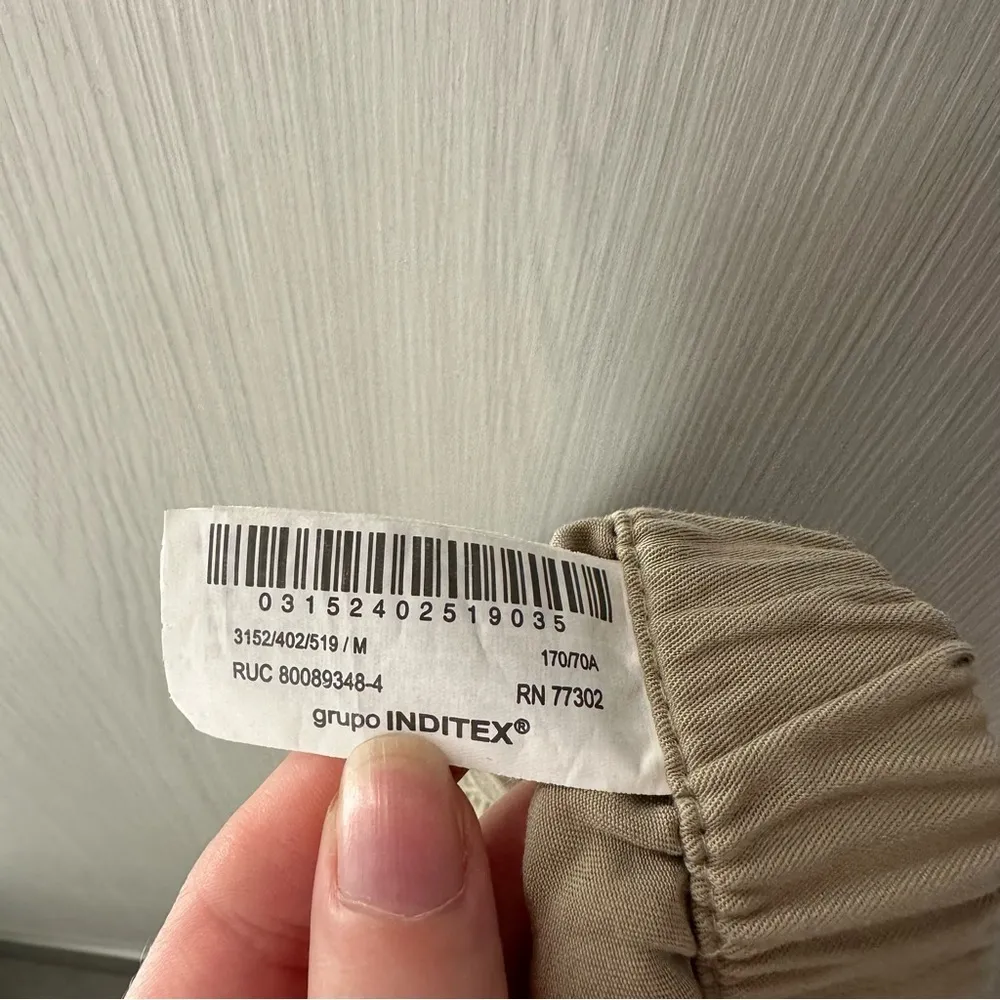 03152402519035
3152/402/519 / M
170/70A
RUC 80089348-4
RN 77302
grupo INDITEX®